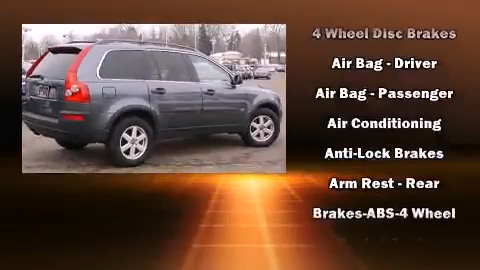 4 Wheel Disc Brakes
Air Bag - Driver
Air Bag - Passenger
Air Conditioning
Anti-Lock Brakes
Arm Rest - Rear
Brakes-ABS-4 Wheel